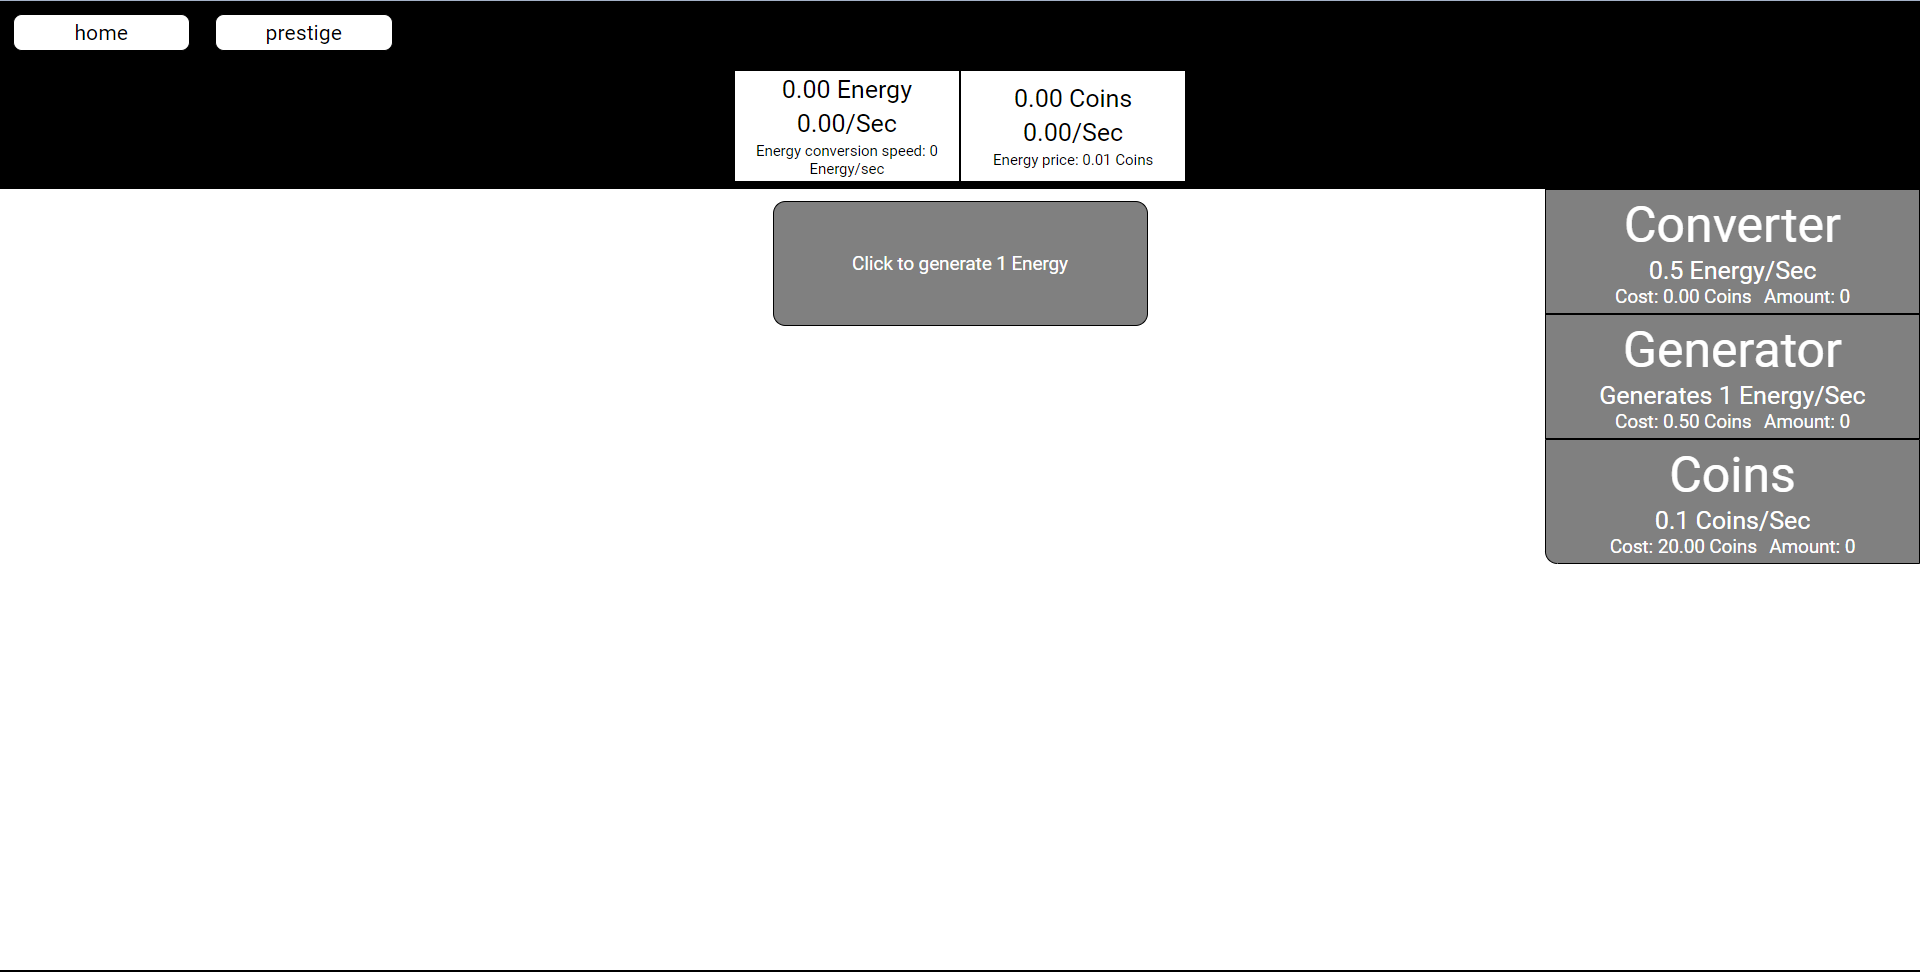 home
prestige
0.00 Energy
0.00/Sec
Energy conversion speed: 0
Energy/sec
0.00 Coins
0.00/Sec
Energy price: 0.01 Coins
Click to generate 1 Energy
Converter
0.5 Energy/Sec
Cost: 0.00 Coins Amount: 0
Generator
Generates 1 Energy/Sec
Cost: 0.50 Coins Amount: 0
Coins
0.1 Coins/Sec
Cost: 20.00 Coins Amount: 0